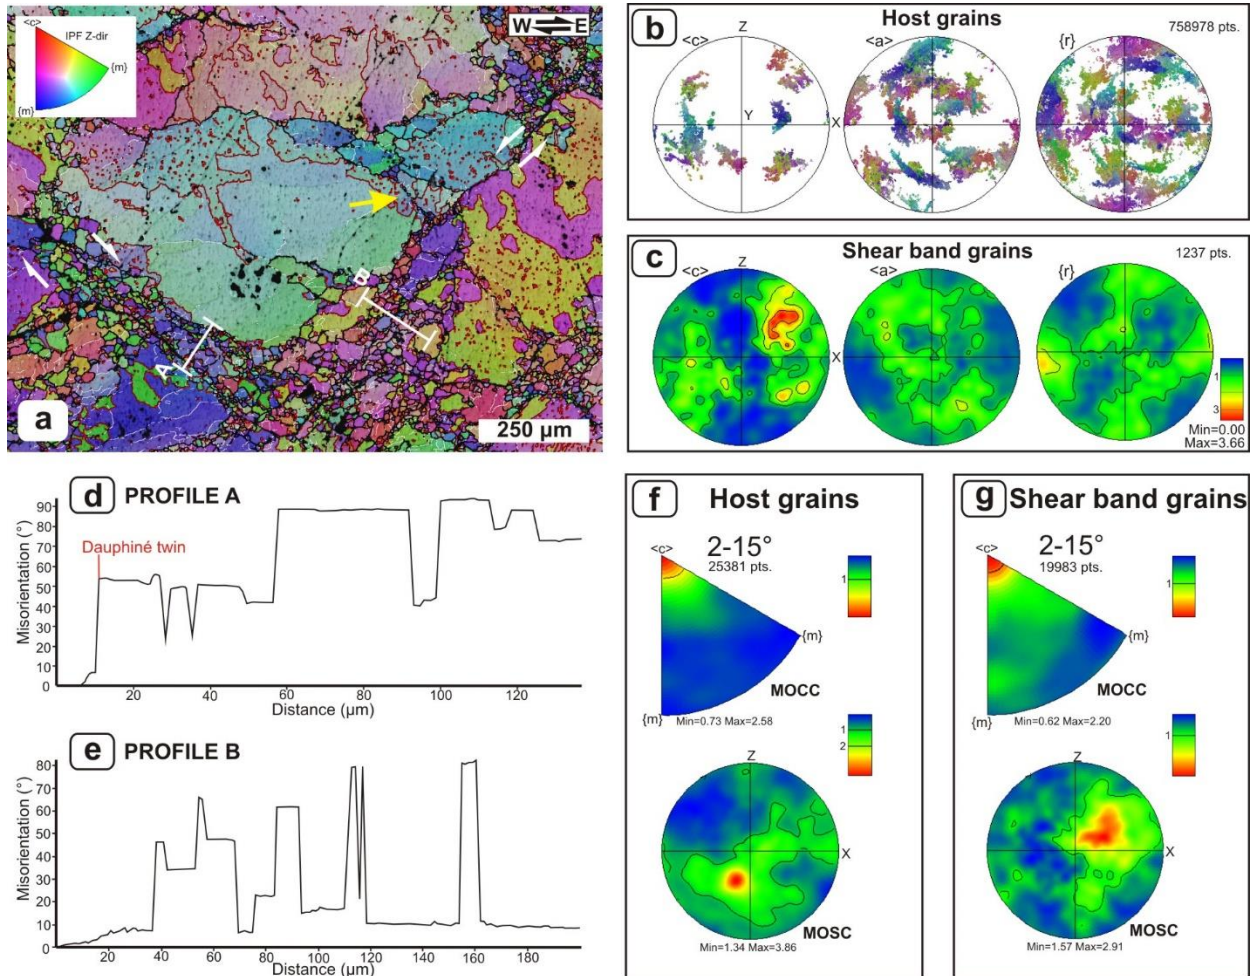 <c>
IPF Z-dir
{m}
{m}
W E
A
B
a
250 µm
b
Host grains
758978 pts.
<c>
Z
<a>
{r}
Y
X
c
Shear band grains
1237 pts.
<c>
Z
<a>
{r}
X
1
3
Min=0.00
Max=3.66
d PROFILE A
Misorientation (°)
90
80
70
60
50
40
30
20
10
0
Dauphiné twin
20 40 60 80 100 120
Distance (µm)
e PROFILE B
Misorientation (°)
80
70
60
50
40
30
20
10
0
20 40 60 80 100 120 140 160 180
Distance (µm)
f Host grains
2-15°
<c>
25381 pts.
1
{m}
MOCC
{m}
Min=0.73 Max=2.58
Z
1
2
X
MOSC
Min=1.34 Max=3.86
g Shear band grains
2-15°
<c>
19983 pts.
1
{m}
MOCC
{m}
Min=0.62 Max=2.20
Z
1
X
MOSC
Min=1.57 Max=2.91